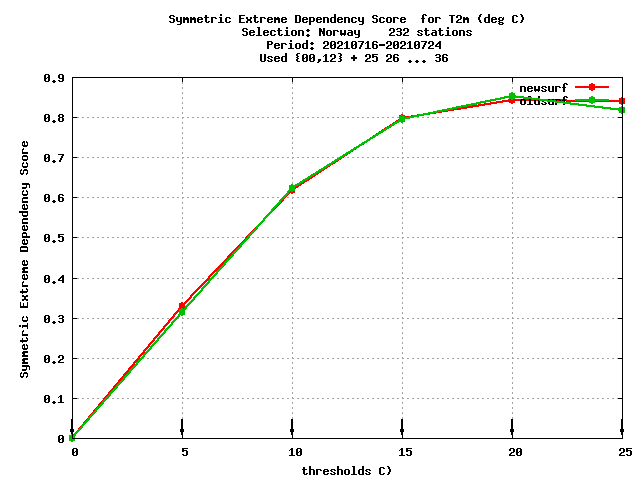 Symmetric Extreme Dependency Score  for T2m (deg C)
Selection: Norway    232 stations
Period: 20210716-20210724
Used {00,12} + 25 26 ... 36
newsurf
oldsurf
Symmetric Extreme Dependency Score
0.9
0.8
0.7
0.6
0.5
0.4
0.3
0.2
0.1
0
0 5 10 15 20 25
thresholds C)